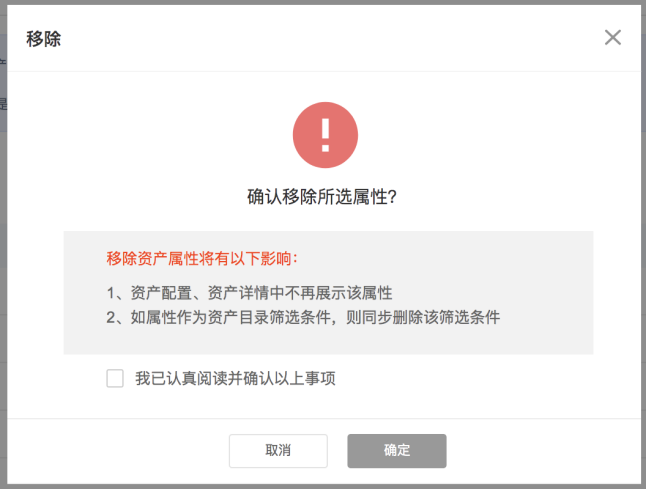 移除
确认移除所选属性?
移除资产属性将有以下影响：
1、资产配置、资产详情中不再展示该属性
2、如属性作为资产目录筛选条件，则同步删除该筛选条件
我已认真阅读并确认以上事项
取消
确定